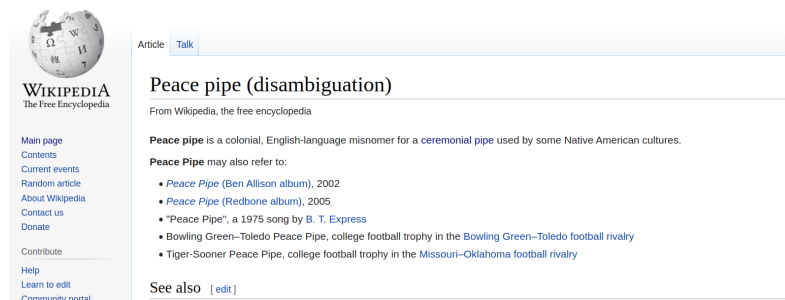 WIKIPEDIA
The Free Encyclopedia
Main page
Contents
Current events
Random article
About Wikipedia
Contact us
Donate
Contribute
Help
Learn to edit
Community portal
Article Talk
Peace pipe (disambiguation)
From Wikipedia, the free encyclopedia
Peace pipe is a colonial, English-language misnomer for a ceremonial pipe used by some Native American cultures.
Peace Pipe may also refer to:
• Peace Pipe (Ben Allison album), 2002
• Peace Pipe (Redbone album), 2005
• "Peace Pipe", a 1975 song by B. T. Express
• Bowling Green–Toledo Peace Pipe, college football trophy in the Bowling Green–Toledo football rivalry
• Tiger-Sooner Peace Pipe, college football trophy in the Missouri–Oklahoma football rivalry
See also [ edit ]